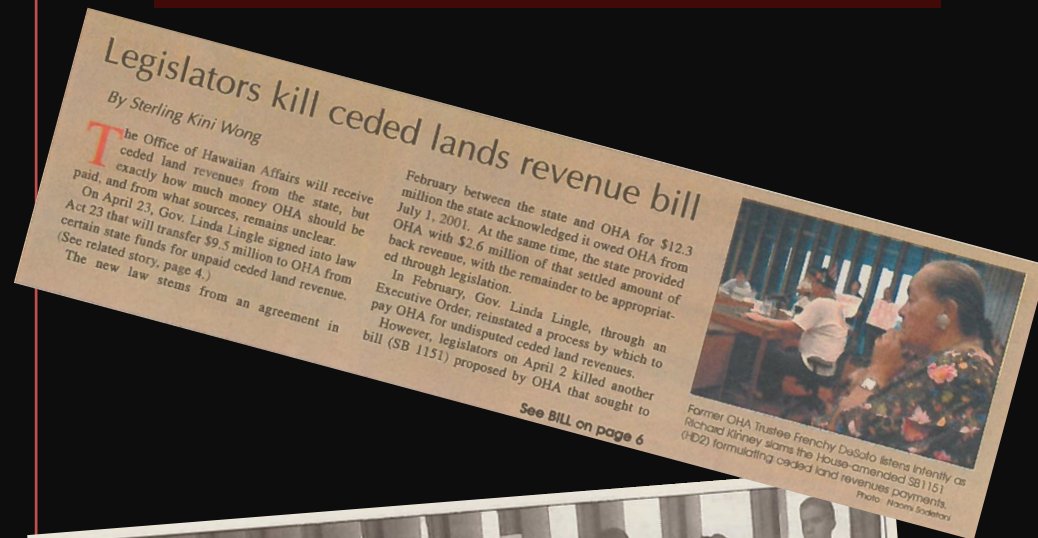 Legislators kill ceded lands revenue bill
By Sterling Kini Wong
The Office of Hawaiian Affairs will receive
ceded land revenues from the state, but
exactly how much money OHA should be
paid, and from what sources, remains unclear.
On April 23, Gov. Linda Lingle signed into law
Act 23 that will transfer $9.5 million to OHA from
certain state funds for unpaid ceded land revenue.
(See related story, page 4.)
The new law stems from an agreement in
February between the state and OHA for $12.3
million the state acknowledged it owed OHA from
July 1, 2001. At the same time, the state provided
OHA with $2.6 million of that settled amount of
back revenue, with the remainder to be appropriat-
ed through legislation.
In February, Gov. Linda Lingle, through an
Executive Order, reinstated a process by which to
pay OHA for undisputed ceded land revenues.
However, legislators on April 2 killed another
bill (SB 1151) proposed by OHA that sought to
See BILL on page 6
Former OHA Trustee Frenchy DeSoto listens intently as
Richard Kinney slams the House-amended SB1151
(HD2) formulating ceded land revenues payments.
Photo: Naomi Sodetani